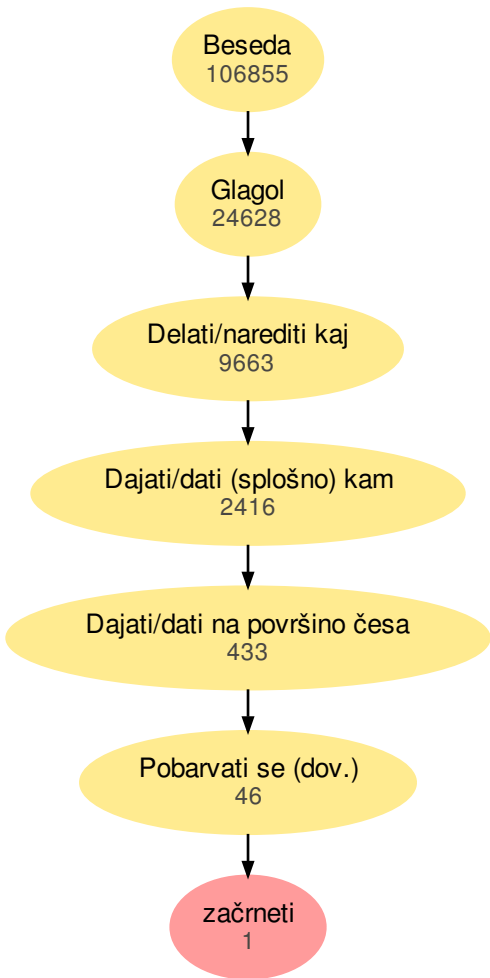 Beseda
106855
Glagol
24628
Delati/narediti kaj
9663
Dajati/dati (splošno) kam
2416
Dajati/dati na površino česa
433
Pobarvati se (dov.)
46
začrneti
1